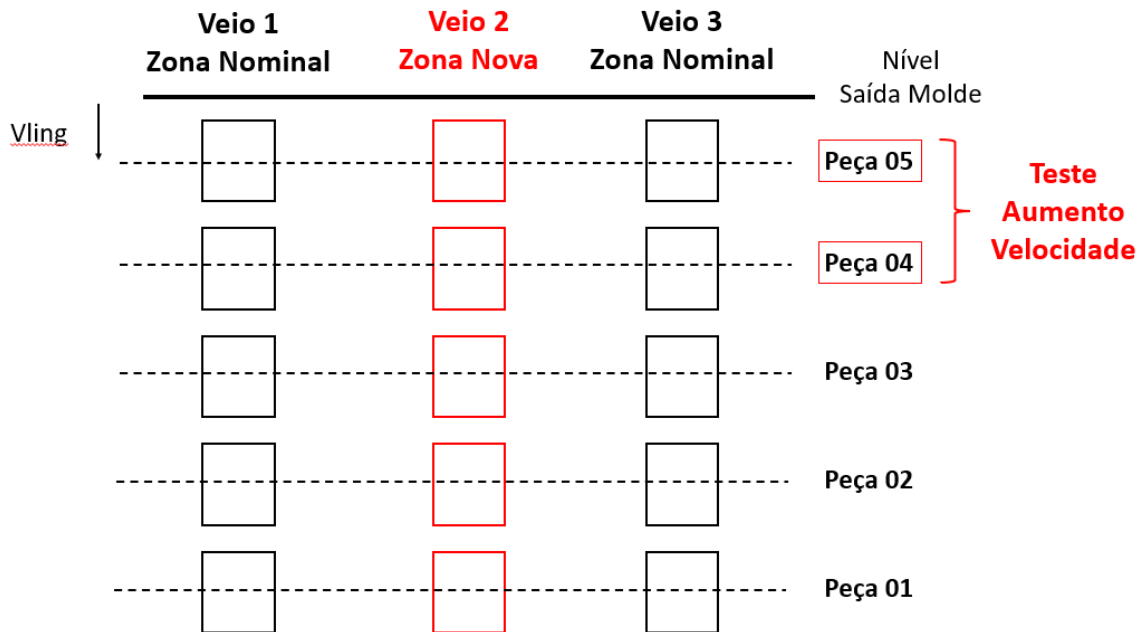 Veio 1
Zona Nominal
Veio 2
Zona Nova
Veio 3
Zona Nominal
Nível
Saída Molde
Vling
Peça 05
Teste
Aumento
Velocidade
Peça 04
Peça 03
Peça 02
Peça 01